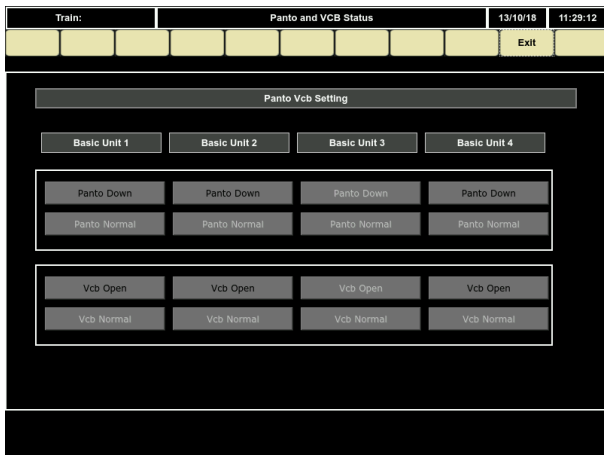 Train: Panto and VCB Status 13/10/18 11:29:12
Exit
Panto Vcb Setting
Basic Unit 1 Basic Unit 2 Basic Unit 3 Basic Unit 4
Panto Down Panto Down Panto Down Panto Down
Panto Normal Panto Normal Panto Normal Panto Normal
Vcb Open Vcb Open Vcb Open Vcb Open
Vcb Normal Vcb Normal Vcb Normal Vcb Normal